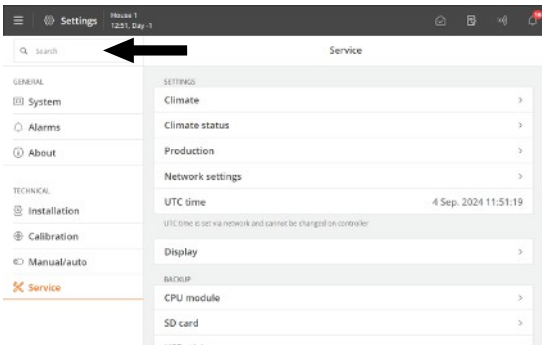 Settings
House 1
12:51, Day -1
Search
Service
GENERAL
System
Alarms
About
TECHNICAL
Installation
Calibration
Manual/auto
Service
SETTINGS
Climate
Climate status
Production
Network settings
UTC time 4 Sep. 2024 11:51:19
UTC time is set via network and cannot be changed on controller
Display
BACKUP
CPU module
SD card